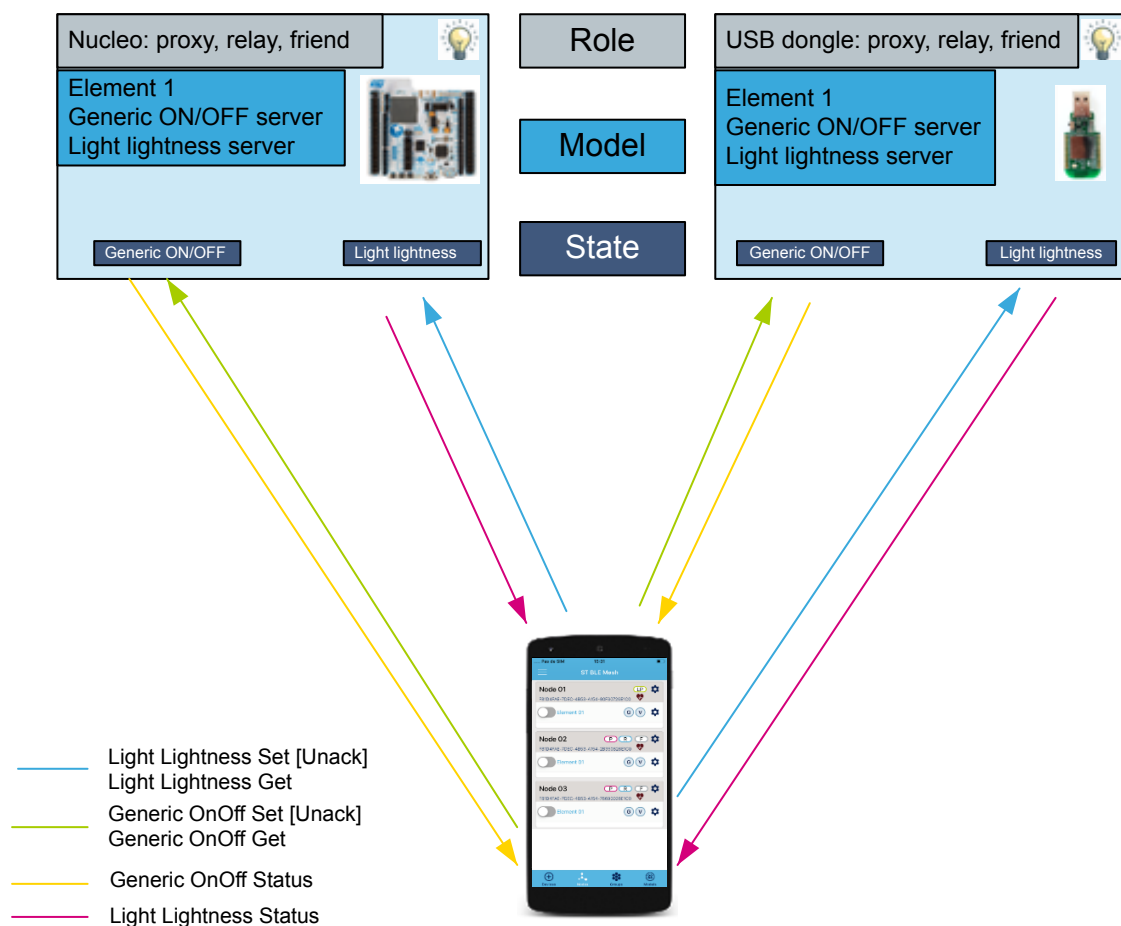 Nucleo: proxy, relay, friend
Element 1
Generic ON/OFF server
Light lightness server
Generic ON/OFF
Light lightness
Role
Model
State
USB dongle: proxy, relay, friend
Element 1
Generic ON/OFF server
Light lightness server
Generic ON/OFF
Light lightness
ST BLE Mesh
Node 01
LP
Element 01
Node 02
P R F
Element 01
Node 03
P R F
Element 01
Light Lightness Set [Unack]
Light Lightness Get
Generic OnOff Set [Unack]
Generic OnOff Get
Generic OnOff Status
Light Lightness Status